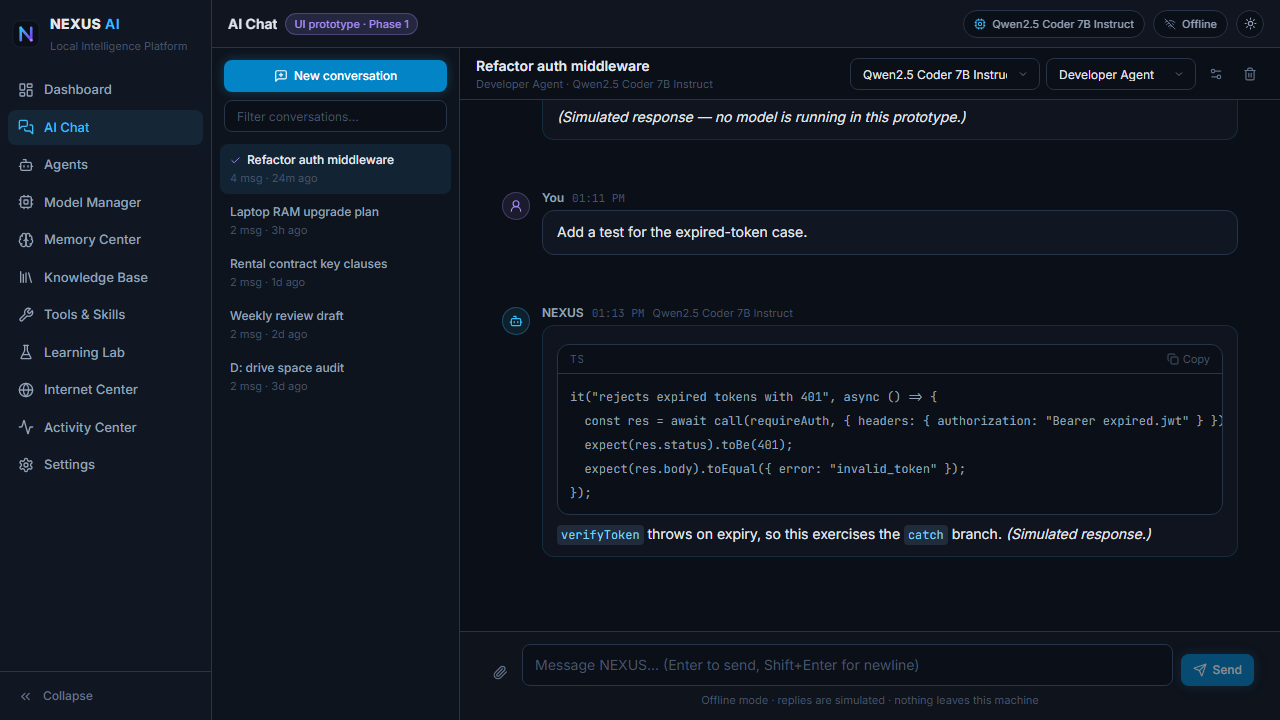 NEXUS AI
Local Intelligence Platform
Dashboard
AI Chat
Agents
Model Manager
Memory Center
Knowledge Base
Tools & Skills
Learning Lab
Internet Center
Activity Center
Settings
Collapse
AI Chat
UI prototype · Phase 1
Qwen2.5 Coder 7B Instruct
Offline
New conversation
Filter conversations...
Refactor auth middleware
4 msg · 24m ago
Laptop RAM upgrade plan
2 msg · 3h ago
Rental contract key clauses
2 msg · 1d ago
Weekly review draft
2 msg · 2d ago
D: drive space audit
2 msg · 3d ago
Refactor auth middleware
Developer Agent · Qwen2.5 Coder 7B Instruct
Qwen2.5 Coder 7B Instru
Developer Agent
(Simulated response — no model is running in this prototype.)
You 01:11 PM
Add a test for the expired-token case.
NEXUS 01:13 PM Qwen2.5 Coder 7B Instruct
TS
Copy
it("rejects expired tokens with 401", async () => {
  const res = await call(requireAuth, { headers: { authorization: "Bearer expired.jwt" } })
  expect(res.status).toBe(401);
  expect(res.body).toEqual({ error: "invalid_token" });
});
verifyToken throws on expiry, so this exercises the catch branch. (Simulated response.)
Message NEXUS... (Enter to send, Shift+Enter for newline)
Send
Offline mode · replies are simulated · nothing leaves this machine